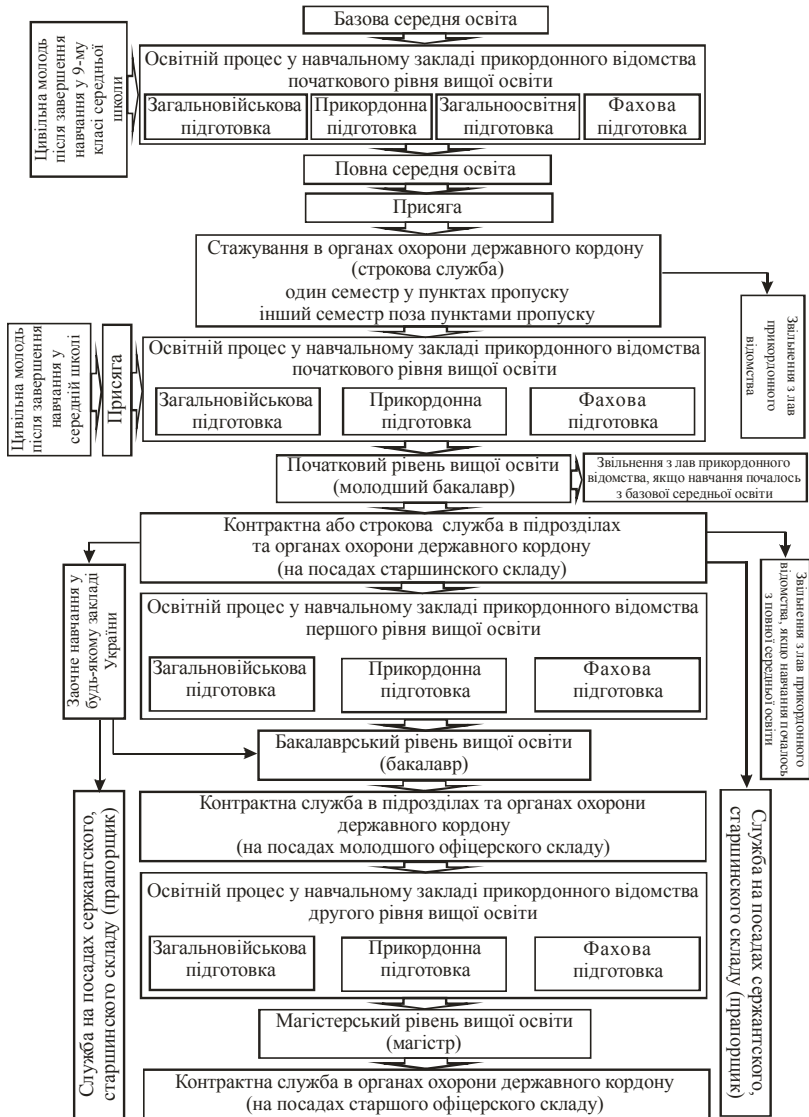 Базова середня освіта
Цивільна молодь
після завершення
навчання у 9-му
класі середньої
школи
Освітній процес у навчальному закладі прикордонного відомства
початкового рівня вищої освіти
Загальновійськова
підготовка
Прикордонна
підготовка
Загальноосвітня
підготовка
Фахова
підготовка
Повна середня освіта
Присяга
Стажування в органах охорони державного кордону
(строкова служба)
один семестр у пунктах пропуску
інший семестр поза пунктами пропуску
Звільнення з лав
прикордонного
відомства
Цивільна молодь
після завершення
навчання у
середній школі
Присяга
Освітній процес у навчальному закладі прикордонного відомства
початкового рівня вищої освіти
Загальновійськова
підготовка
Прикордонна
підготовка
Фахова
підготовка
Початковий рівень вищої освіти
(молодший бакалавр)
Звільнення з лав прикордонного
відомства, якщо навчання почалось
з базової середньої освіти
Контрактна або строкова служба в підрозділах
та органах охорони державного кордону
(на посадах старшинского складу)
Заочне навчання у
будь-якому закладі
України
Звільнення з лав прикордонного
відомства, якщо навчання почалось
з повної середньої освіти
Освітній процес у навчальному закладі прикордонного відомства
першого рівня вищої освіти
Загальновійськова
підготовка
Прикордонна
підготовка
Фахова
підготовка
Бакалаврський рівень вищої освіти
(бакалавр)
Служба на посадах сержантского,
старшинского складу (прапорщик)
Служба на посадах сержантского,
старшинского складу (прапорщик)
Контрактна служба в підрозділах та органах охорони
державного кордону
(на посадах молодшого офіцерского складу)
Освітній процес у навчальному закладі прикордонного відомства
другого рівня вищої освіти
Загальновійськова
підготовка
Прикордонна
підготовка
Фахова
підготовка
Магістерський рівень вищої освіти
(магістр)
Контрактна служба в органах охорони державного кордону
(на посадах старшого офіцерского складу)